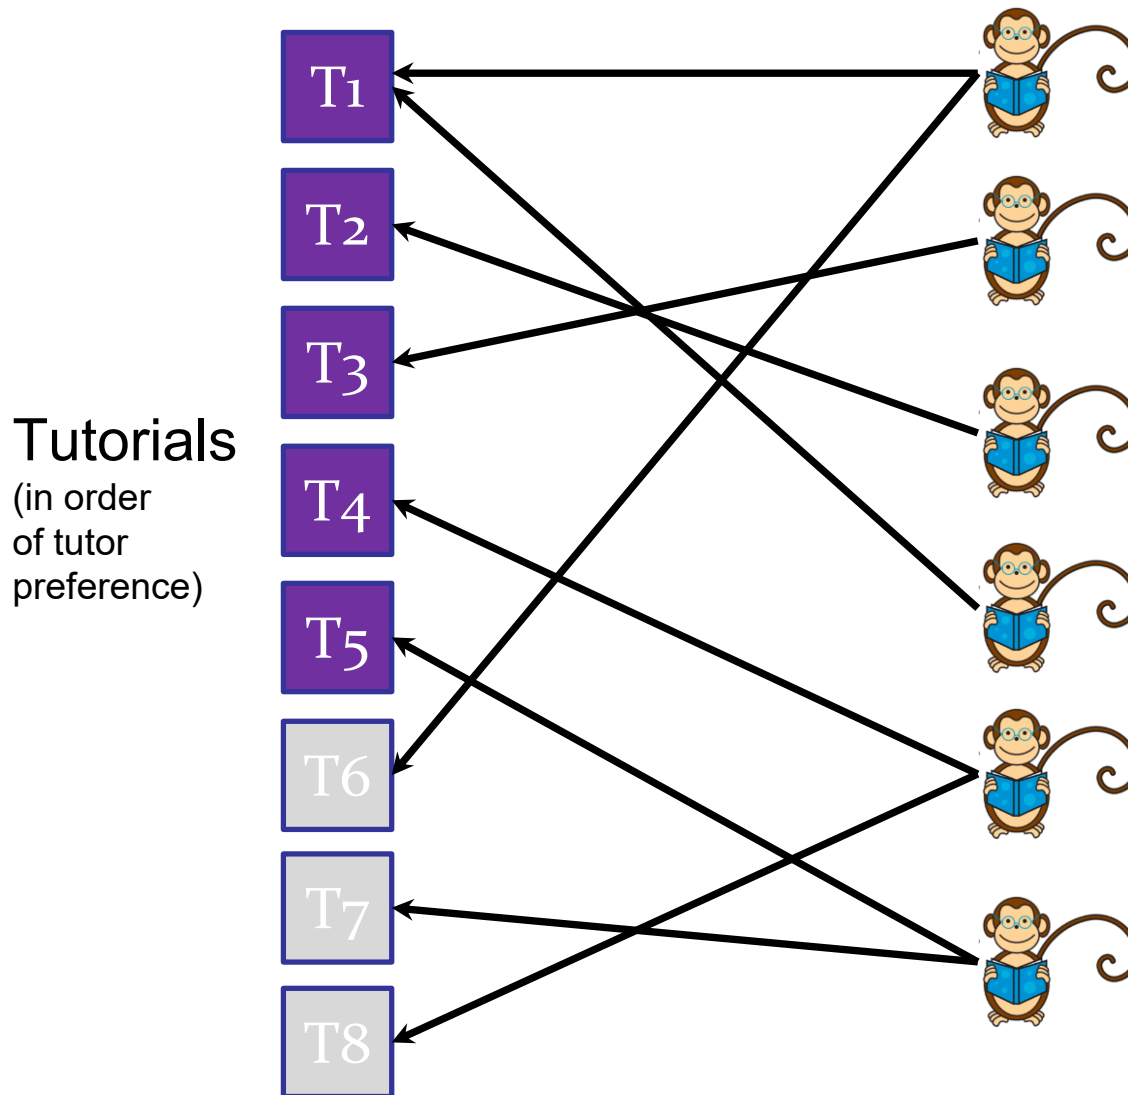 T1
T2
T3
Tutorials
(in order
of tutor
preference)
T4
T5
T6
T7
T8